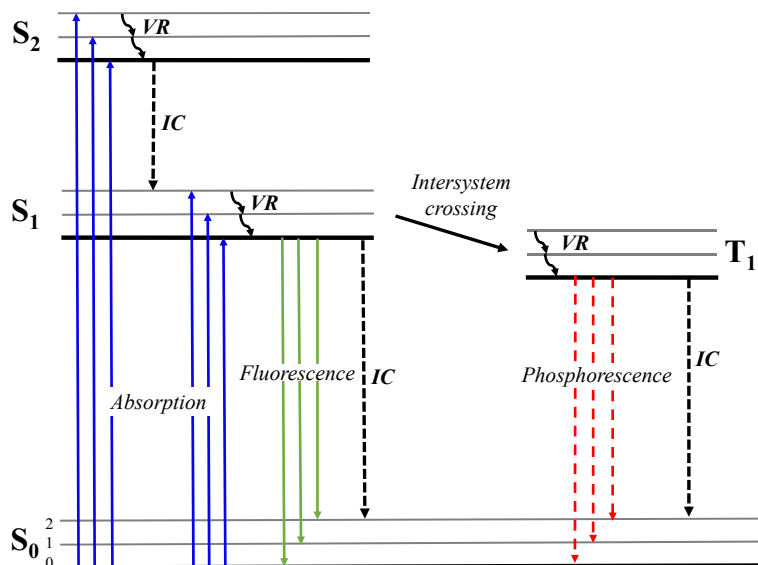 S2
VR
IC
S1
VR
Intersystem
crossing
VR
T1
Fluorescence
IC
Phosphorescence
IC
Absorption
2
S0
1
0